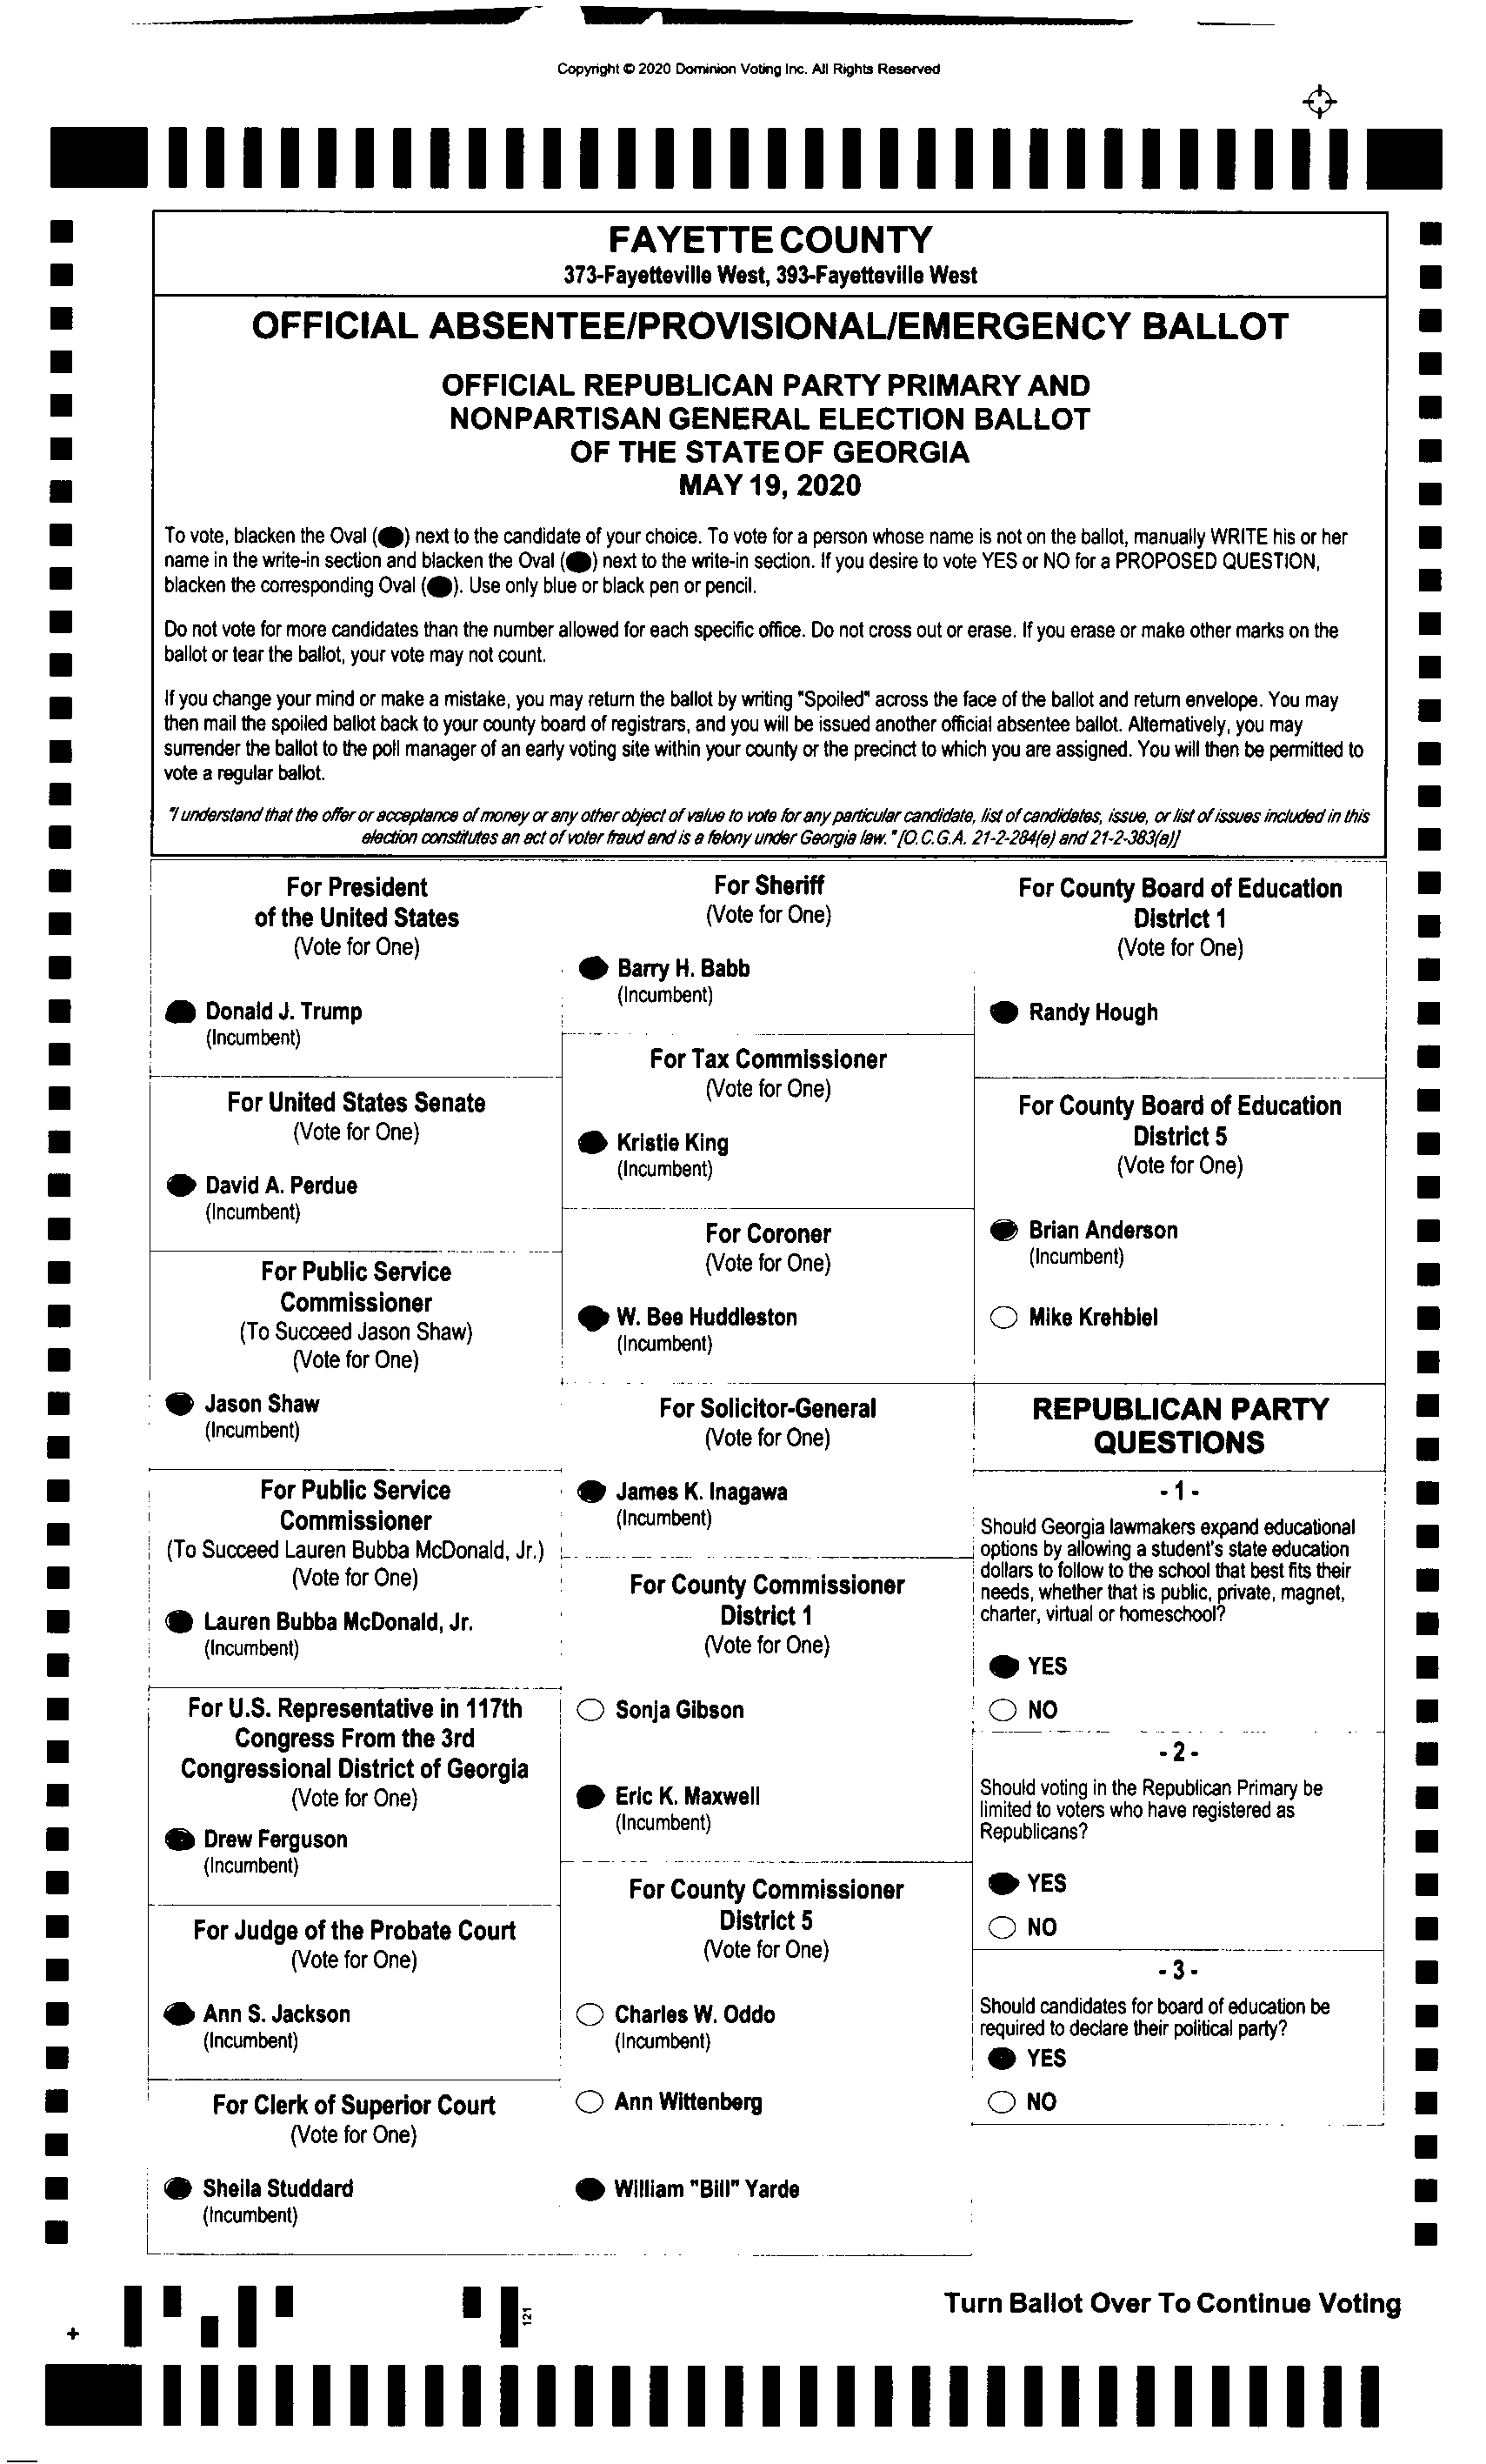 Copyright © 2020 Dominion Voting Inc. All Rights Reserved
FAYETTE COUNTY
373-Fayetteville West, 393-Fayetteville West
OFFICIAL ABSENTEE/PROVISIONAL/EMERGENCY BALLOT
OFFICIAL REPUBLICAN PARTY PRIMARY AND
NONPARTISAN GENERAL ELECTION BALLOT
OF THE STATE OF GEORGIA
MAY 19, 2020
To vote, blacken the Oval ( ) next to the candidate of your choice. To vote for a person whose name is not on the ballot, manually WRITE his or her
name in the write-in section and blacken the Oval ( ) next to the write-in section. If you desire to vote YES or NO for a PROPOSED QUESTION,
blacken the corresponding Oval ( ). Use only blue or black pen or pencil.
Do not vote for more candidates than the number allowed for each specific office. Do not cross out or erase. If you erase or make other marks on the
ballot or tear the ballot, your vote may not count.
If you change your mind or make a mistake, you may return the ballot by writing "Spoiled" across the face of the ballot and return envelope. You may
then mail the spoiled ballot back to your county board of registrars, and you will be issued another official absentee ballot. Alternatively, you may
surrender the ballot to the poll manager of an early voting site within your county or the precinct to which you are assigned. You will then be permitted to
vote a regular ballot.
"I understand that the offer or acceptance of money or any other object of value to vote for any particular candidate, list of candidates, issue, or list of issues included in this
election constitutes an act of voter fraud and is a felony under Georgia law." [O.C.G.A. 21-2-284(e) and 21-2-383(a)]
For President
of the United States
(Vote for One)
Donald J. Trump
(Incumbent)
For United States Senate
(Vote for One)
David A. Perdue
(Incumbent)
For Public Service
Commissioner
(To Succeed Jason Shaw)
(Vote for One)
Jason Shaw
(Incumbent)
For Public Service
Commissioner
(To Succeed Lauren Bubba McDonald, Jr.)
(Vote for One)
Lauren Bubba McDonald, Jr.
(Incumbent)
For U.S. Representative in 117th
Congress From the 3rd
Congressional District of Georgia
(Vote for One)
Drew Ferguson
(Incumbent)
For Judge of the Probate Court
(Vote for One)
Ann S. Jackson
(Incumbent)
For Clerk of Superior Court
(Vote for One)
Sheila Studdard
(Incumbent)
For Sheriff
(Vote for One)
Barry H. Babb
(Incumbent)
For Tax Commissioner
(Vote for One)
Kristie King
(Incumbent)
For Coroner
(Vote for One)
W. Bee Huddleston
(Incumbent)
For Solicitor-General
(Vote for One)
James K. Inagawa
(Incumbent)
For County Commissioner
District 1
(Vote for One)
Sonja Gibson
Eric K. Maxwell
(Incumbent)
For County Commissioner
District 5
(Vote for One)
Charles W. Oddo
(Incumbent)
Ann Wittenberg
William "Bill" Yarde
For County Board of Education
District 1
(Vote for One)
Randy Hough
For County Board of Education
District 5
(Vote for One)
Brian Anderson
(Incumbent)
Mike Krehbiel
REPUBLICAN PARTY
QUESTIONS
- 1 -
Should Georgia lawmakers expand educational
options by allowing a student's state education
dollars to follow to the school that best fits their
needs, whether that is public, private, magnet,
charter, virtual or homeschool?
YES
NO
- 2 -
Should voting in the Republican Primary be
limited to voters who have registered as
Republicans?
YES
NO
- 3 -
Should candidates for board of education be
required to declare their political party?
YES
NO
121
Turn Ballot Over To Continue Voting